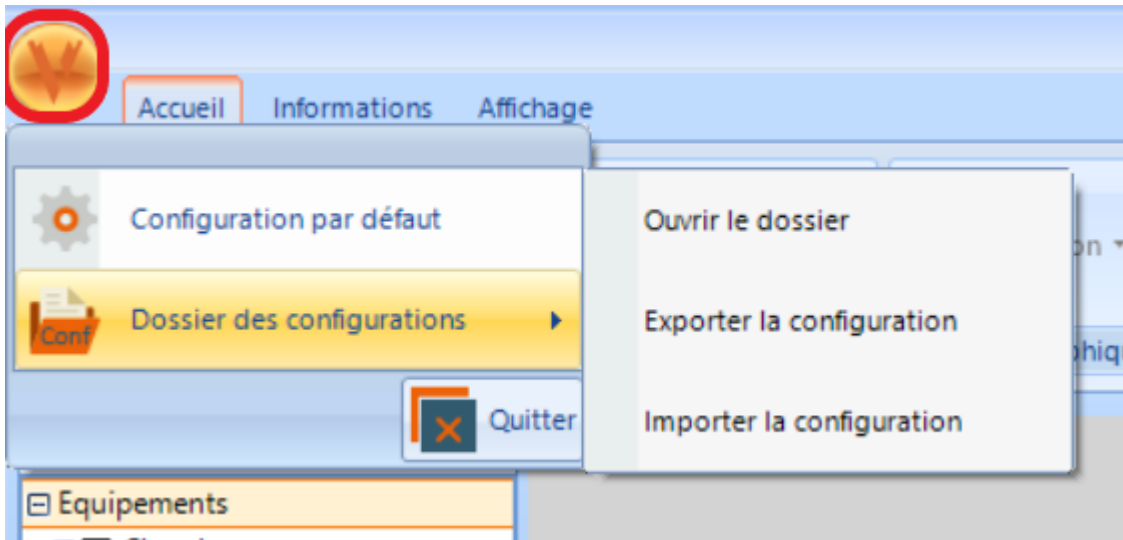 Accueil Informations Affichage
Configuration par défaut
Dossier des configurations
Conf
Quitter
Ouvrir le dossier
Exporter la configuration
Importer la configuration
Equipements